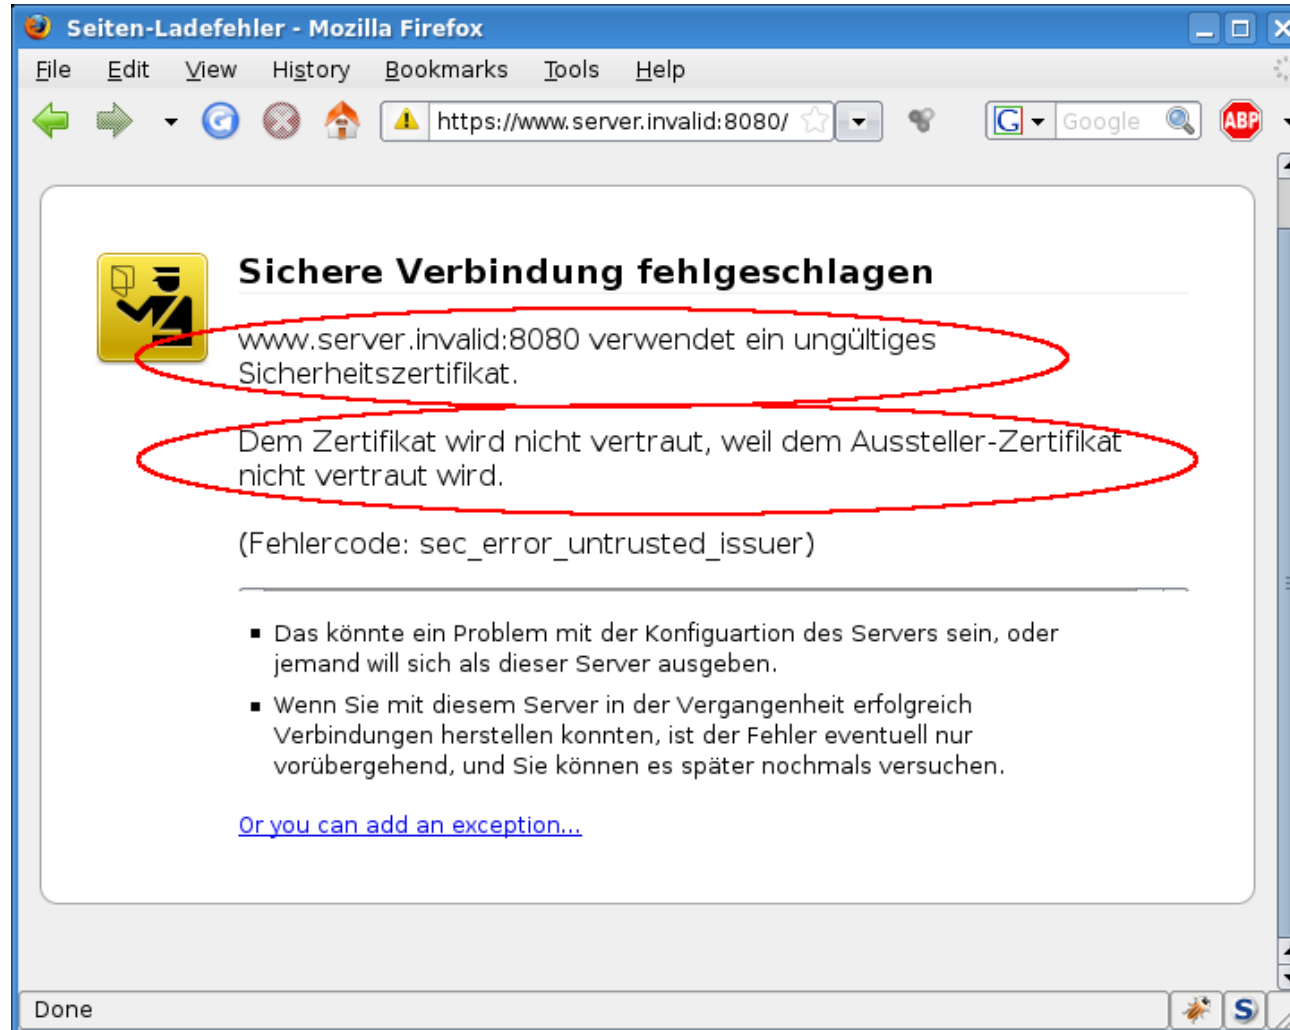 Seiten-Ladefehler - Mozilla Firefox
File Edit View History Bookmarks Tools Help
https://www.server.invalid:8080/ G Google ABP
Sichere Verbindung fehlgeschlagen
www.server.invalid:8080 verwendet ein ungültiges
Sicherheitszertifikat.
Dem Zertifikat wird nicht vertraut, weil dem Aussteller-Zertifikat
nicht vertraut wird.
(Fehlercode: sec_error_untrusted_issuer)
Das könnte ein Problem mit der Konfiguartion des Servers sein, oder
jemand will sich als dieser Server ausgeben.
Wenn Sie mit diesem Server in der Vergangenheit erfolgreich
Verbindungen herstellen konnten, ist der Fehler eventuell nur
vorübergehend, und Sie können es später nochmals versuchen.
Or you can add an exception...
Done S